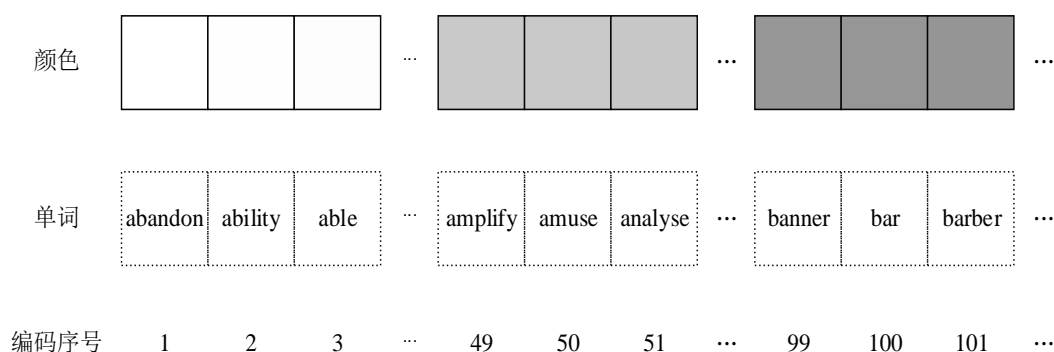 颜色 ... ... ...
单词 abandon ability able ... amplify amuse analyse ... banner bar barber ...
编码序号 1 2 3 ... 49 50 51 ... 99 100 101 ...